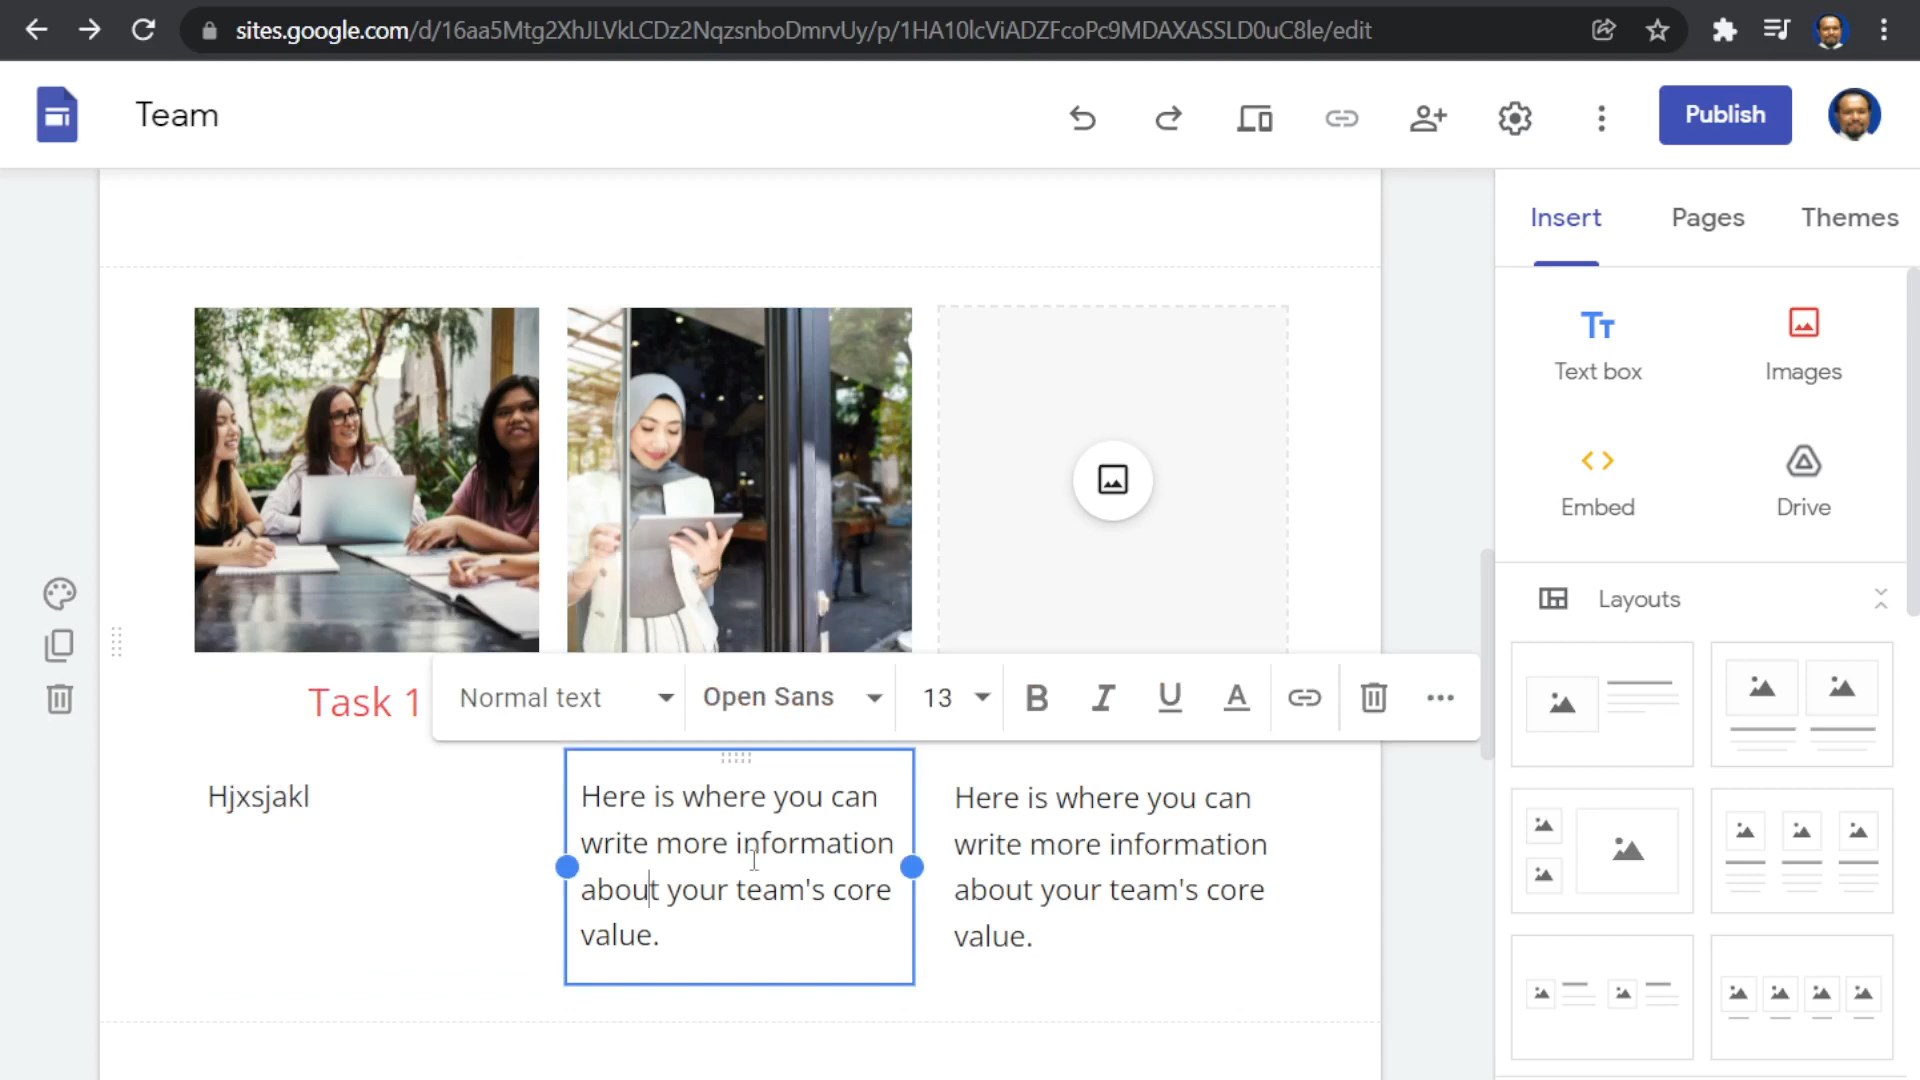 sites.google.com/d/16aa5Mtg2XhJLVkLCDz2NqzsnboDmrvUy/p/1HA10lcViADZFcoPc9MDAXASSLD0uC8le/edit
Team
Publish
Insert
Pages
Themes
Text box
Images
Embed
Drive
Layouts
Task 1
Normal text
Open Sans
13
Hjxsjakl
Here is where you can
write more information
about your team's core
value.
Here is where you can
write more information
about your team's core
value.